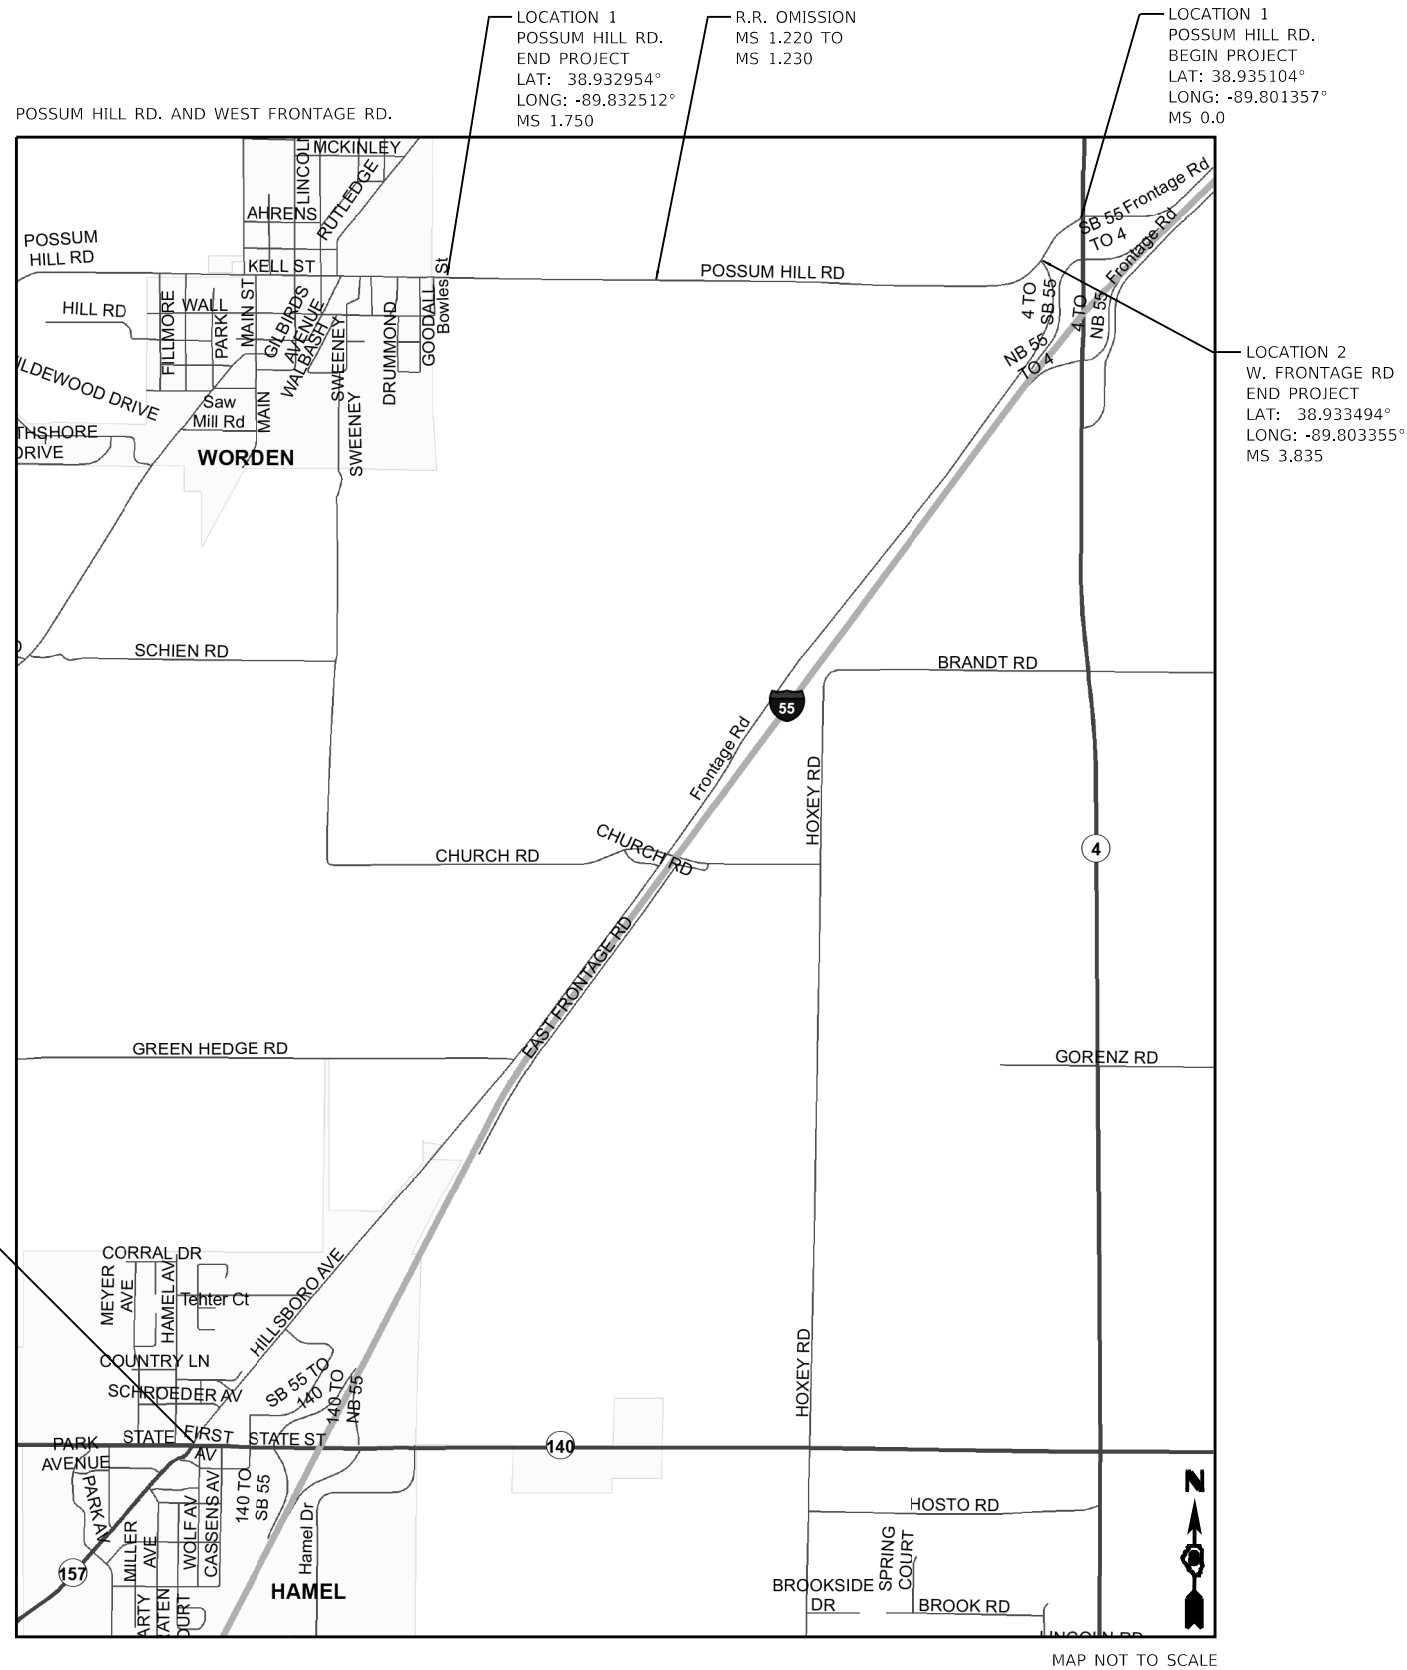 LOCATION 1
POSSUM HILL RD.
END PROJECT
LAT: 38.932954°
LONG: -89.832512°
MS 1.750
R.R. OMISSION
MS 1.220 TO
MS 1.230
LOCATION 1
POSSUM HILL RD.
BEGIN PROJECT
LAT: 38.935104°
LONG: -89.801357°
MS 0.0
POSSUM HILL RD. AND WEST FRONTAGE RD.
MCKINLEY
LINCOL
RUTLEDGE
AHRENS
POSSUM
HILL RD
KELL ST
Bowles St
POSSUM HILL RD
SB 55
TO 4
Frontage Rd
Frontage Rd
4 TO
SB 55
4 TO
NB 55
NB 55
TO 4
HILL RD
FILLMORE
WALL
PARK
MAIN ST
GILBIRDS
AVENUE
WALBASH
SWEENEY
DRUMMOND
GOODALL
ILDEWOOD DRIVE
Saw
Mill Rd
MAIN
SWEENEY
THSHORE
DRIVE
WORDEN
LOCATION 2
W. FRONTAGE RD
END PROJECT
LAT: 38.933494°
LONG: -89.803355°
MS 3.835
SCHIEN RD
BRANDT RD
55
Frontage Rd
HOXEY RD
CHURCH RD
CHURCH RD
4
EAST FRONTAGE RD
GREEN HEDGE RD
GORENZ RD
CORRAL DR
MEYER
AVE
HAMEL AV
Tehter Ct
HILLSBORO AVE
COUNTRY LN
SCHROEDER AV
SB 55 TO
140
140 TO
NB 55
HOXEY RD
STATE
FIRST
AV
STATE ST
140
PARK
AVENUE
PARK AV
MILLER
AVE
WOLF AV
CASSENS AV
140 TO
SB 55
Hamel Dr
157
HAMEL
ARTY
ATEN
OURT
HOSTO RD
SPRING
COURT
BROOKSIDE
DR
BROOK RD
LINCOLN RD
N
MAP NOT TO SCALE